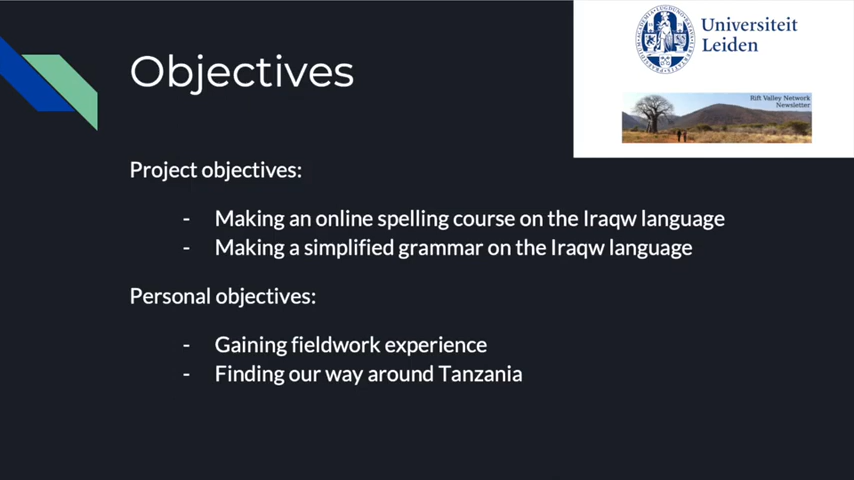 Objectives
Universiteit
Leiden
Rift Valley Network
Newsletter
Project objectives:
- Making an online spelling course on the Iraqw language
- Making a simplified grammar on the Iraqw language
Personal objectives:
- Gaining fieldwork experience
- Finding our way around Tanzania